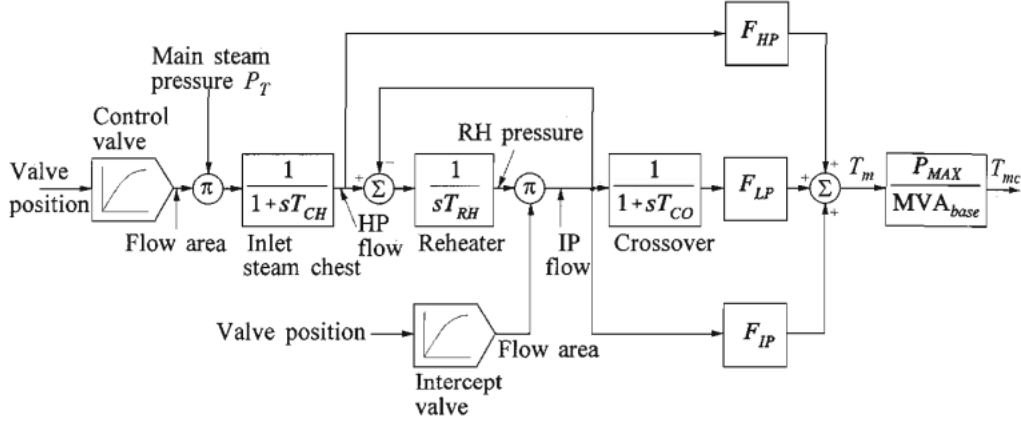 F_HP
Main steam
pressure P_T
Control
valve
RH pressure
Valve
position
π
1
1+sT_CH
+
−
Σ
1
sT_RH
π
1
1+sT_CO
F_LP
+
+
Σ
+
T_m
P_MAX
MVA_base
T_mc
Flow area
Inlet
steam chest
HP
flow
Reheater
IP
flow
Crossover
Valve position
Flow area
F_IP
Intercept
valve